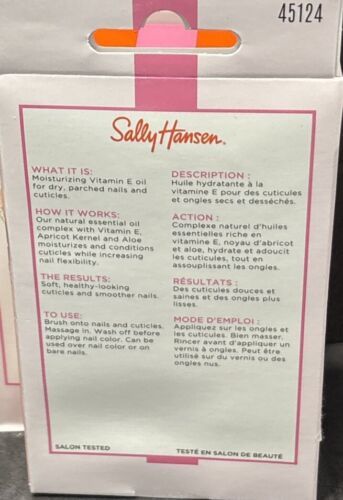 45124
Sally Hansen
WHAT IT IS:
Moisturizing Vitamin E oil
for dry, parched nails and
cuticles.
HOW IT WORKS:
Our natural essential oil
complex with Vitamin E,
Apricot Kernel and Aloe
moisturizes and conditions
cuticles while increasing
nail flexibility.
THE RESULTS:
Soft, healthy-looking
cuticles and smoother nails.
TO USE:
Brush onto nails and cuticles.
Massage in. Wash off before
applying nail color. Can be
used over nail color or on
bare nails.
SALON TESTED
DESCRIPTION :
Huile hydratante à la
vitamine E pour des cuticules
et ongles secs et desséchés.
ACTION :
Complexe naturel d'huiles
essentielles riche en
vitamine E, noyau d'abricot
et aloe, hydrate et adoucit
les cuticules, tout en
assouplissant les ongles.
RÉSULTATS :
Des cuticules douces et
saines et des ongles plus
lisses.
MODE D'EMPLOI :
Appliquez sur les ongles et
les cuticules. Bien masser.
Rincer avant d'appliquer un
vernis à ongles. Peut être
utilisé sur du vernis ou des
ongles nus.
TESTÉ EN SALON DE BEAUTÉ